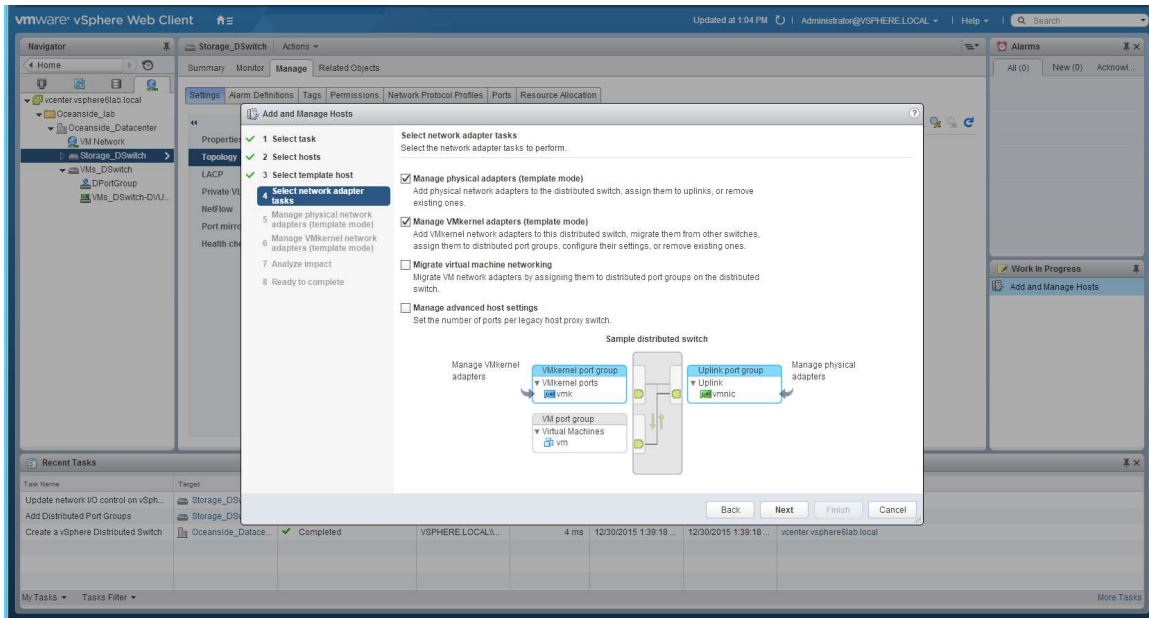 vmware® vSphere Web Client
Updated at 1:04 PM | Administrator@VSPHERE.LOCAL | Help | Search
Navigator
Home
vcenter.vsphere6lab.local
Oceanside_lab
Oceanside_Datacenter
VM Network
Storage_DSwitch
VMs_DSwitch
DPortGroup
VMs_DSwitch-DVU...
Storage_DSwitch Actions
Summary Monitor Manage Related Objects
Settings Alarm Definitions Tags Permissions Network Protocol Profiles Ports Resource Allocation
Properties
Topology
LACP
Private VL
NetFlow
Port mirro
Health che
Add and Manage Hosts
1 Select task
2 Select hosts
3 Select template host
4 Select network adapter
tasks
5 Manage physical network
adapters (template mode)
6 Manage VMkernel network
adapters (template mode)
7 Analyze impact
8 Ready to complete
Select network adapter tasks
Select the network adapter tasks to perform.
Manage physical adapters (template mode)
Add physical network adapters to the distributed switch, assign them to uplinks, or remove
existing ones.
Manage VMkernel adapters (template mode)
Add VMkernel network adapters to this distributed switch, migrate them from other switches,
assign them to distributed port groups, configure their settings, or remove existing ones.
Migrate virtual machine networking
Migrate VM network adapters by assigning them to distributed port groups on the distributed
switch.
Manage advanced host settings
Set the number of ports per legacy host proxy switch.
Sample distributed switch
Manage VMkernel
adapters
VMkernel port group
VMkernel ports
vmk
VM port group
Virtual Machines
vm
Uplink port group
Uplink
vmnic
Manage physical
adapters
Back Next Finish Cancel
Alarms
All (0) New (0) Acknowl...
Work In Progress
Add and Manage Hosts
Recent Tasks
Task Name Target
Update network I/O control on vSph... Storage_DSw
Add Distributed Port Groups Storage_DSw
Create a vSphere Distributed Switch Oceanside_Datace... Completed VSPHERE.LOCAL\\... 4 ms 12/30/2015 1:39:18 ... 12/30/2015 1:39:18 ... vcenter.vsphere6lab.local
My Tasks Tasks Filter More Tasks